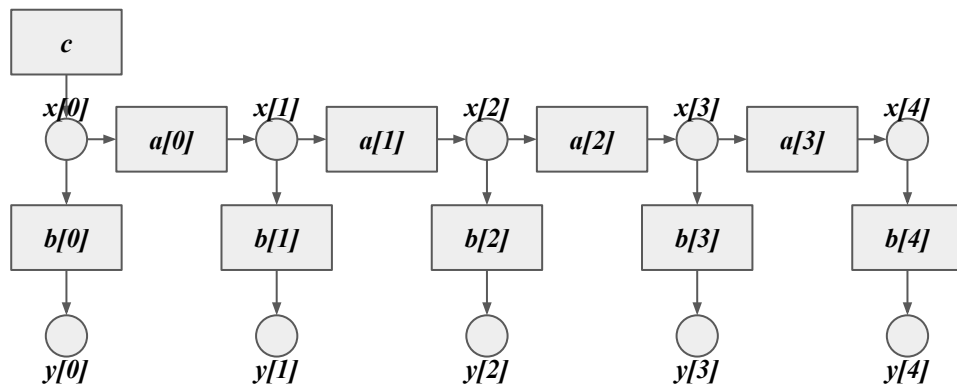 c
x[0] x[1] x[2] x[3] x[4]
a[0] a[1] a[2] a[3]
b[0] b[1] b[2] b[3] b[4]
y[0] y[1] y[2] y[3] y[4]